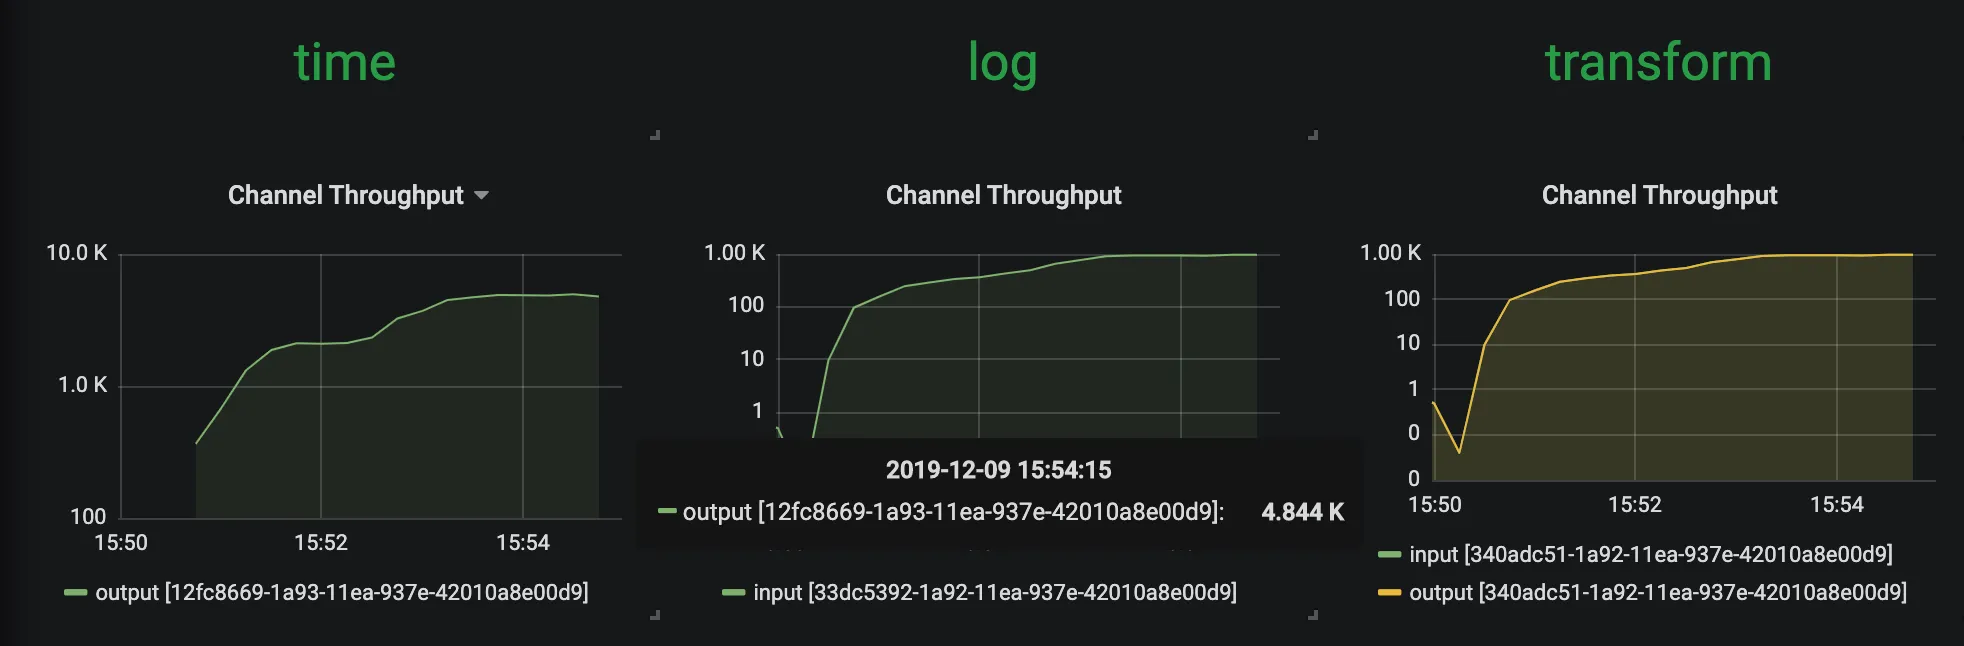 time
log
transform
Channel Throughput
10.0 K
1.0 K
100
15:50
15:52
15:54
output [12fc8669-1a93-11ea-937e-42010a8e00d9]
Channel Throughput
1.00 K
100
10
1
2019-12-09 15:54:15
output [12fc8669-1a93-11ea-937e-42010a8e00d9]: 4.844 K
input [33dc5392-1a92-11ea-937e-42010a8e00d9]
Channel Throughput
1.00 K
100
10
1
0
0
15:50
15:52
15:54
input [340adc51-1a92-11ea-937e-42010a8e00d9]
output [340adc51-1a92-11ea-937e-42010a8e00d9]